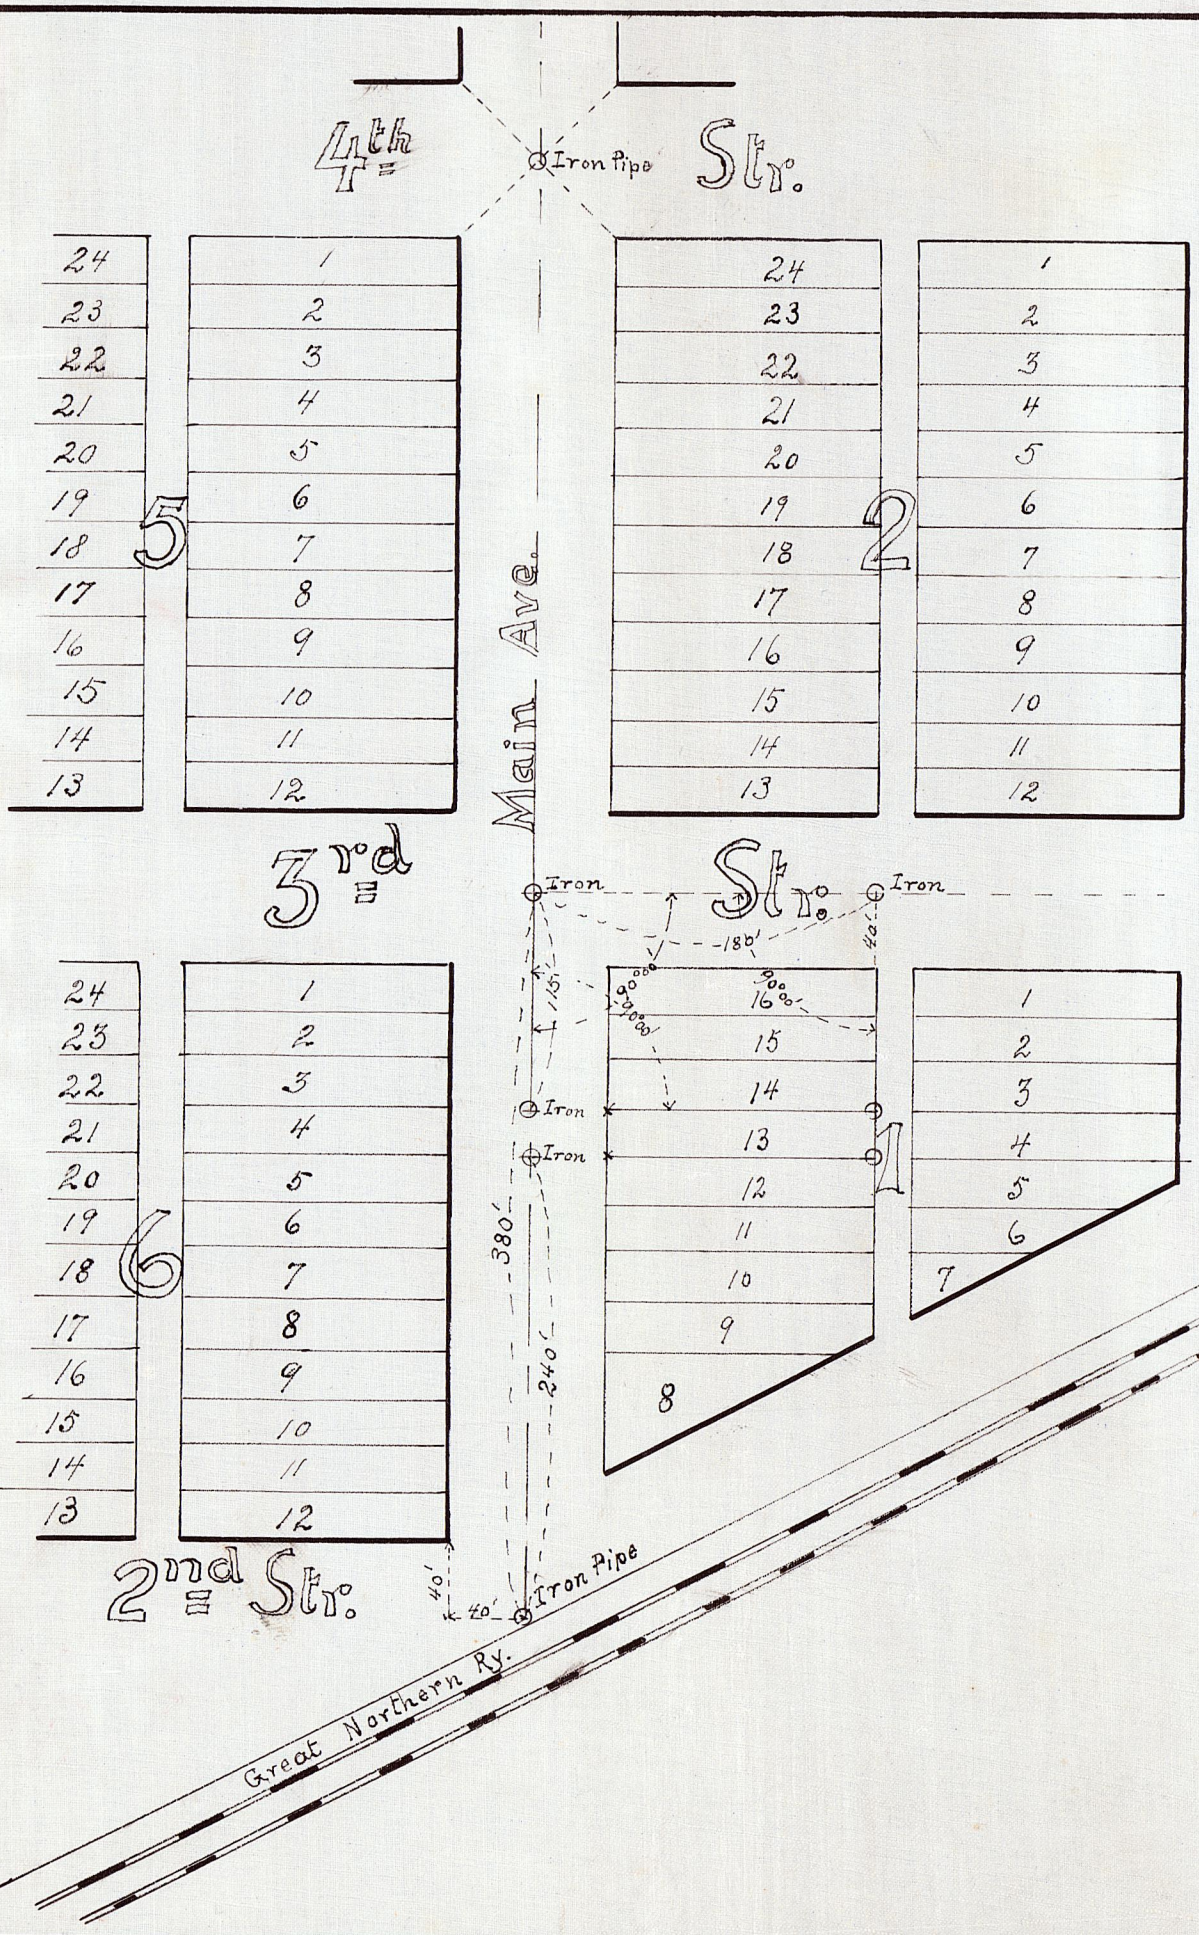 4th Str.
Iron Pipe
24 1 24 1
23 2 23 2
22 3 22 3
21 4 21 4
20 5 20 5
19 6 19 6
5 2
18 7 18 7
17 8 17 8
16 9 16 9
15 10 15 10
14 11 14 11
13 12 13 12
Main Ave.
3rd Str.
Iron Iron
180' 40'
115'
90°00'
90°00'
90°00'
24 1 16 1
23 2 15 2
22 3 14 3
Iron
21 4 13 4
Iron
1
20 5 12 5
19 6 11 6
6
18 7 10 7
17 8 9
16 9 8
15 10
14 11
13 12
380'
240'
2nd Str.
40'
40'
Iron Pipe
Great Northern Ry.